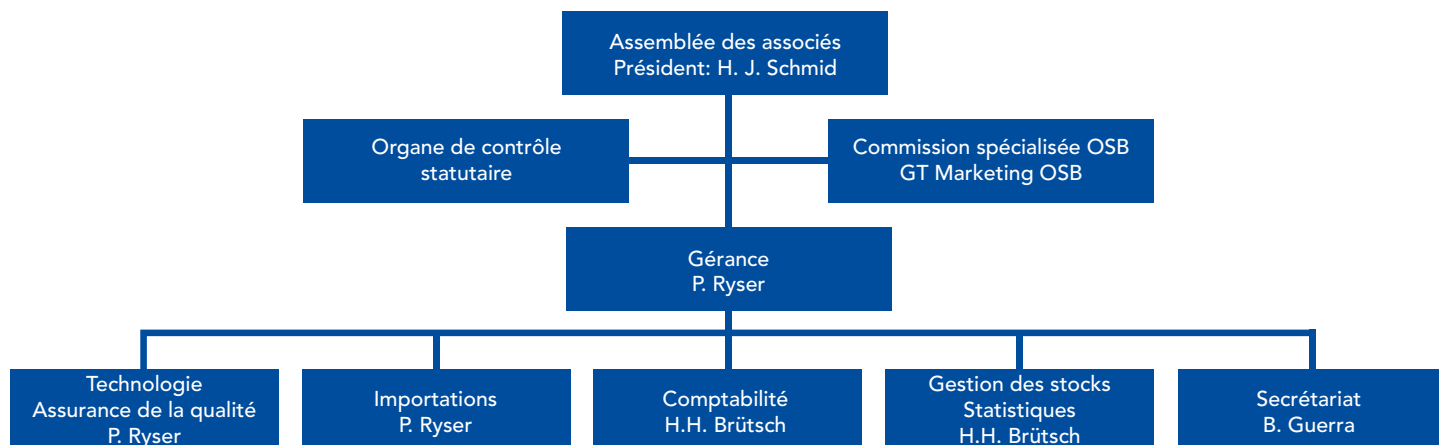 Assemblée des associés
Président: H. J. Schmid
Organe de contrôle
statutaire
Commission spécialisée OSB
GT Marketing OSB
Gérance
P. Ryser
Technologie
Assurance de la qualité
P. Ryser
Importations
P. Ryser
Comptabilité
H.H. Brütsch
Gestion des stocks
Statistiques
H.H. Brütsch
Secrétariat
B. Guerra